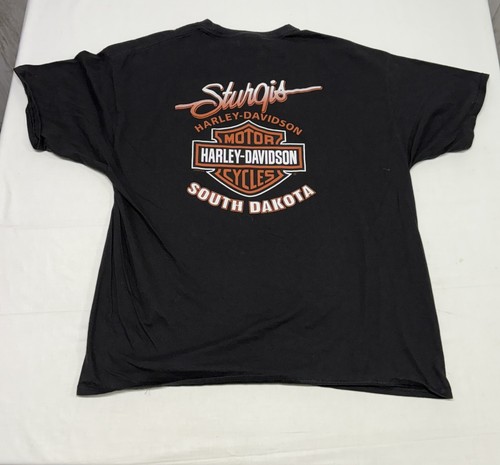 Sturgis
HARLEY-DAVIDSON
MOTOR
HARLEY-DAVIDSON
CYCLES
SOUTH DAKOTA